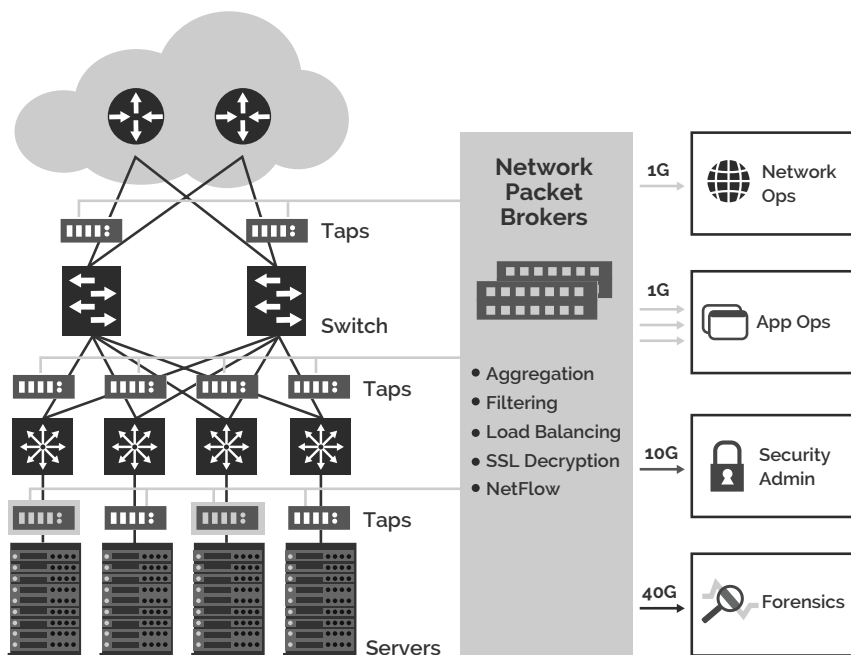 Taps
Switch
Taps
Taps
Servers
Network
Packet
Brokers
• Aggregation
• Filtering
• Load Balancing
• SSL Decryption
• NetFlow
1G
Network
Ops
1G
App Ops
10G
Security
Admin
40G
Forensics